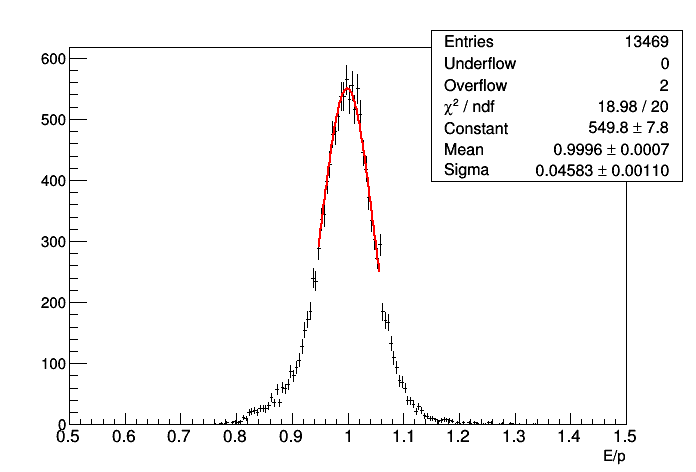 Entries 13469
Underflow 0
Overflow 2
χ² / ndf 18.98 / 20
Constant 549.8 ± 7.8
Mean 0.9996 ± 0.0007
Sigma 0.04583 ± 0.00110
600
500
400
300
200
100
0
0.5 0.6 0.7 0.8 0.9 1 1.1 1.2 1.3 1.4 1.5
E/p